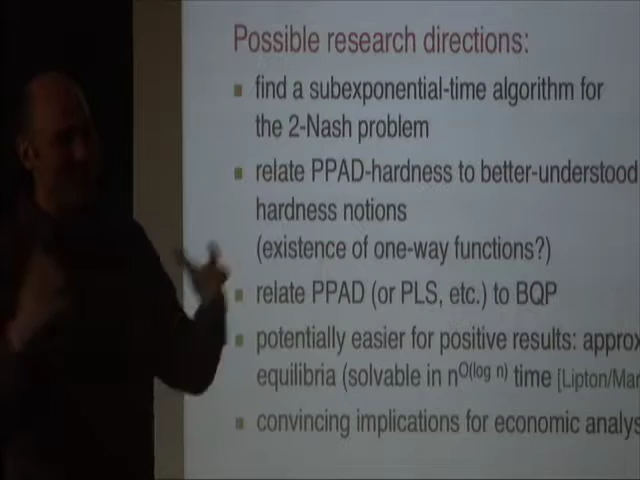 Possible research directions:
find a subexponential-time algorithm for
the 2-Nash problem
relate PPAD-hardness to better-understood
hardness notions
(existence of one-way functions?)
relate PPAD (or PLS, etc.) to BQP
potentially easier for positive results: approx
equilibria (solvable in n^O(log n) time [Lipton/Mar
convincing implications for economic analys